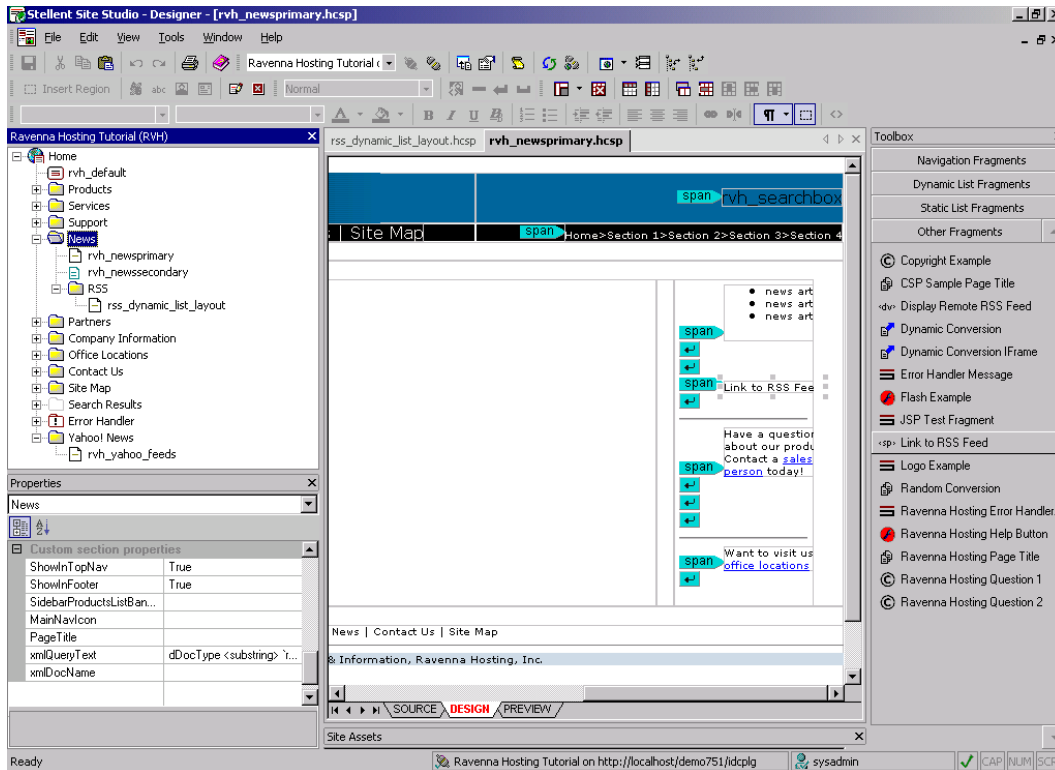 Stellent Site Studio - Designer - [rvh_newsprimary.hcsp]
File Edit View Tools Window Help
Ravenna Hosting Tutorial
Insert Region abc Normal
A B I U
Ravenna Hosting Tutorial (RVH)
Home
rvh_default
Products
Services
Support
News
rvh_newsprimary
rvh_newssecondary
RSS
rss_dynamic_list_layout
Partners
Company Information
Office Locations
Contact Us
Site Map
Search Results
Error Handler
Yahoo! News
rvh_yahoo_feeds
Properties
News
Custom section properties
ShowInTopNav True
ShowInFooter True
SidebarProductsListBan...
MainNavIcon
PageTitle
xmlQueryText dDocType <substring> `r...
xmlDocName
rss_dynamic_list_layout.hcsp rvh_newsprimary.hcsp
span rvh_searchbox
| Site Map span Home>Section 1>Section 2>Section 3>Section 4
news art
news art
news art
span
span Link to RSS Fee
Have a question
about our produ
Contact a sales
span person today!
Want to visit us
span office locations
News | Contact Us | Site Map
& Information, Ravenna Hosting, Inc.
SOURCE DESIGN PREVIEW
Site Assets
Toolbox
Navigation Fragments
Dynamic List Fragments
Static List Fragments
Other Fragments
Copyright Example
CSP Sample Page Title
<dv> Display Remote RSS Feed
Dynamic Conversion
Dynamic Conversion IFrame
Error Handler Message
Flash Example
JSP Test Fragment
<sp> Link to RSS Feed
Logo Example
Random Conversion
Ravenna Hosting Error Handler
Ravenna Hosting Help Button
Ravenna Hosting Page Title
Ravenna Hosting Question 1
Ravenna Hosting Question 2
Ready Ravenna Hosting Tutorial on http://localhost/demo751/idcplg sysadmin CAP NUM SCR